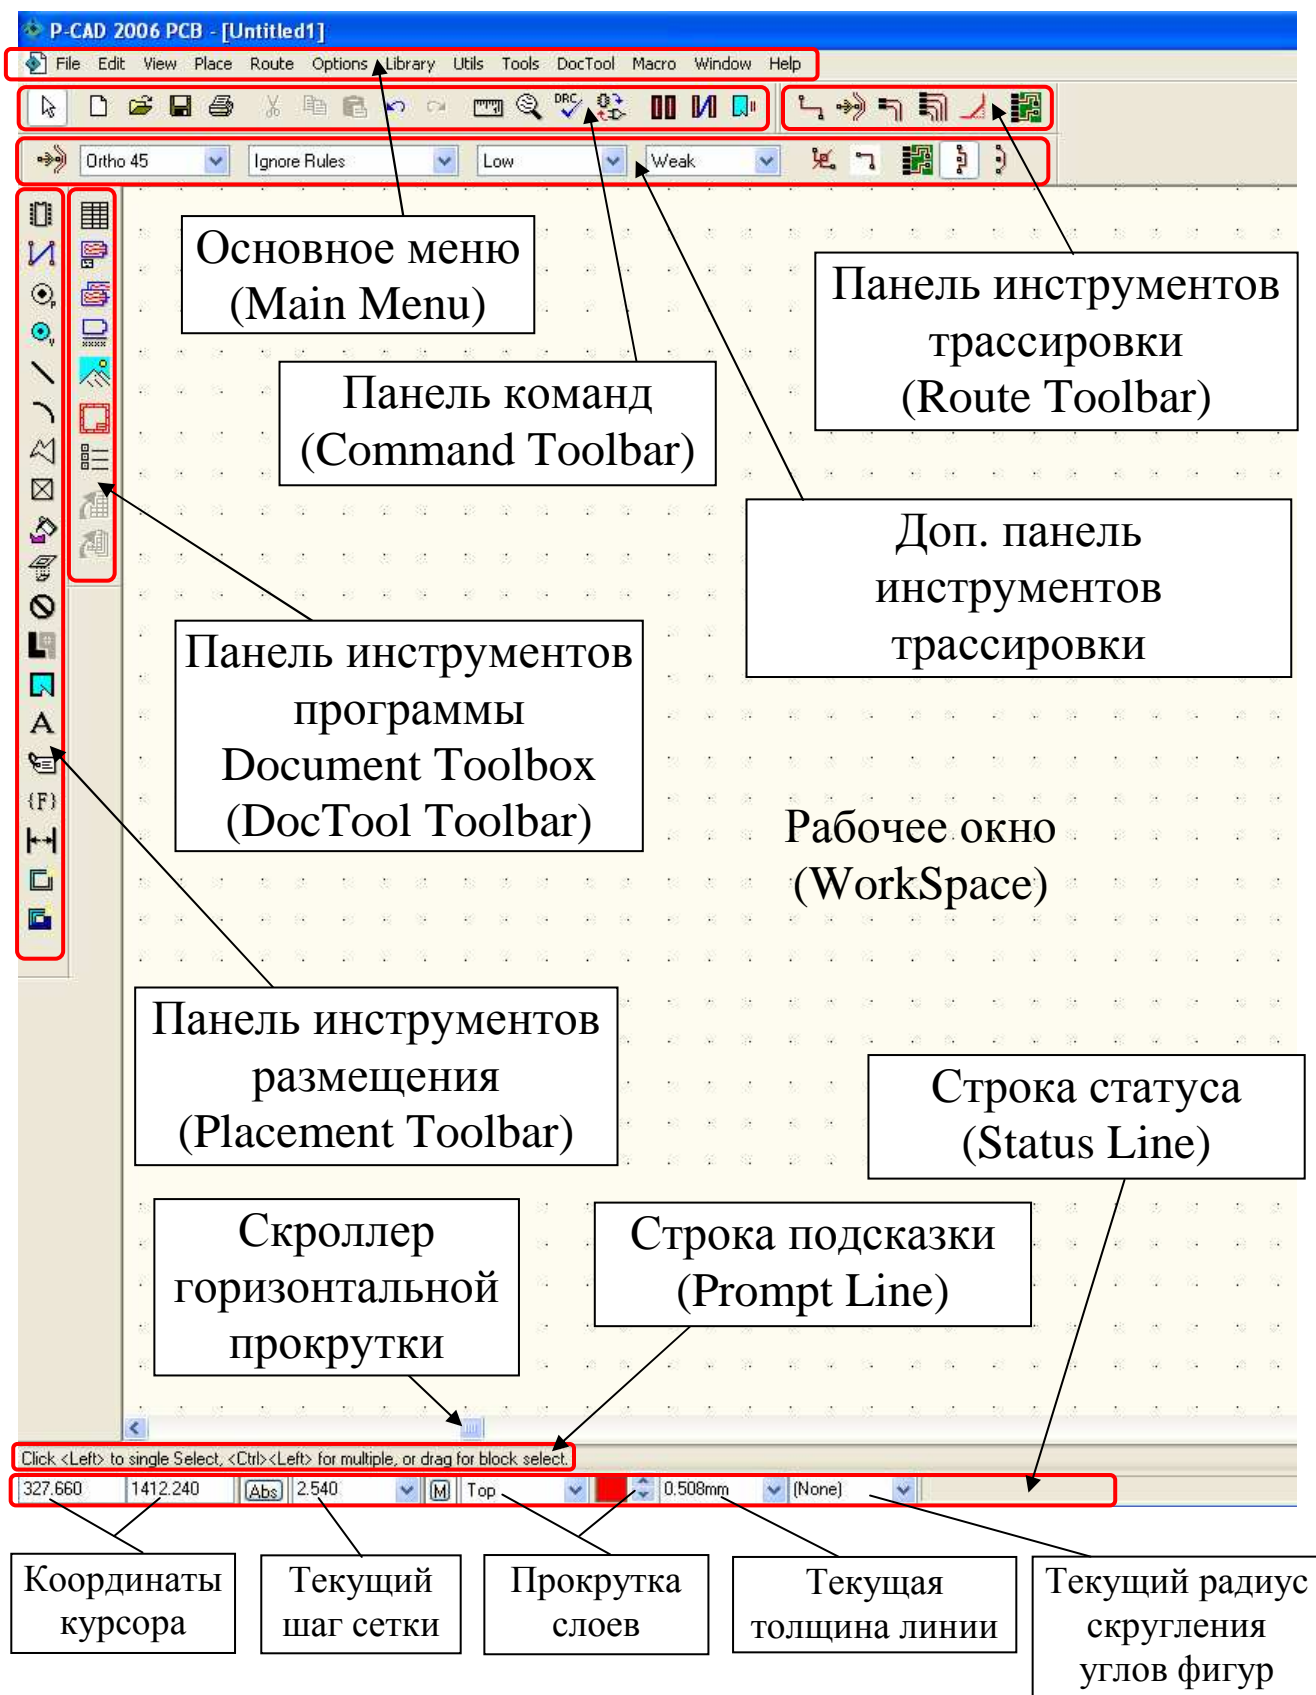 P-CAD 2006 PCB - [Untitled1]
File Edit View Place Route Options Library Utils Tools DocTool Macro Window Help
DRC
Ortho 45 Ignore Rules Low Weak
Основное меню
(Main Menu)
Панель инструментов
трассировки
(Route Toolbar)
Панель команд
(Command Toolbar)
Доп. панель
инструментов
трассировки
Панель инструментов
программы
Document Toolbox
(DocTool Toolbar)
A
{F}
Рабочее окно
(WorkSpace)
Панель инструментов
размещения
(Placement Toolbar)
Строка статуса
(Status Line)
Скроллер
горизонтальной
прокрутки
Строка подсказки
(Prompt Line)
Click <Left> to single Select, <Ctrl><Left> for multiple, or drag for block select.
327.660 1412.240 Abs 2.540 M Top 0.508mm (None)
Координаты
курсора
Текущий
шаг сетки
Прокрутка
слоев
Текущая
толщина линии
Текущий радиус
скругления
углов фигур